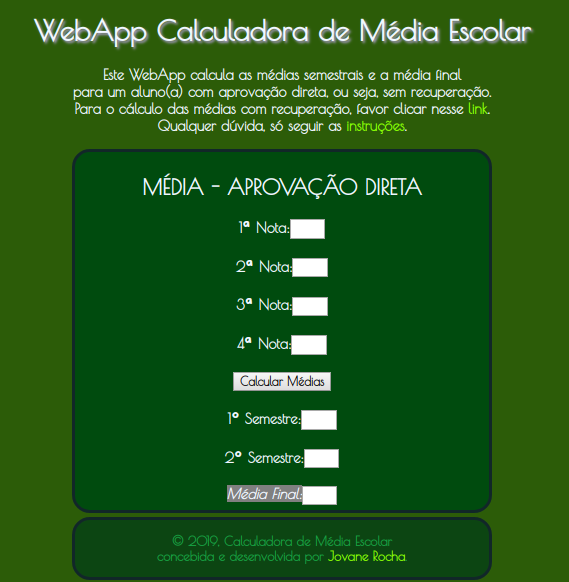 WebApp Calculadora de Média Escolar
Este WebApp calcula as médias semestrais e a média final
para um aluno(a) com aprovação direta, ou seja, sem recuperação.
Para o cálculo das médias com recuperação, favor clicar nesse link.
Qualquer dúvida, só seguir as instruções.
MÉDIA - APROVAÇÃO DIRETA
1ª Nota:
2ª Nota:
3ª Nota:
4ª Nota:
Calcular Médias
1º Semestre:
2º Semestre:
Média Final:
© 2019, Calculadora de Média Escolar
concebida e desenvolvida por Jovane Rocha.